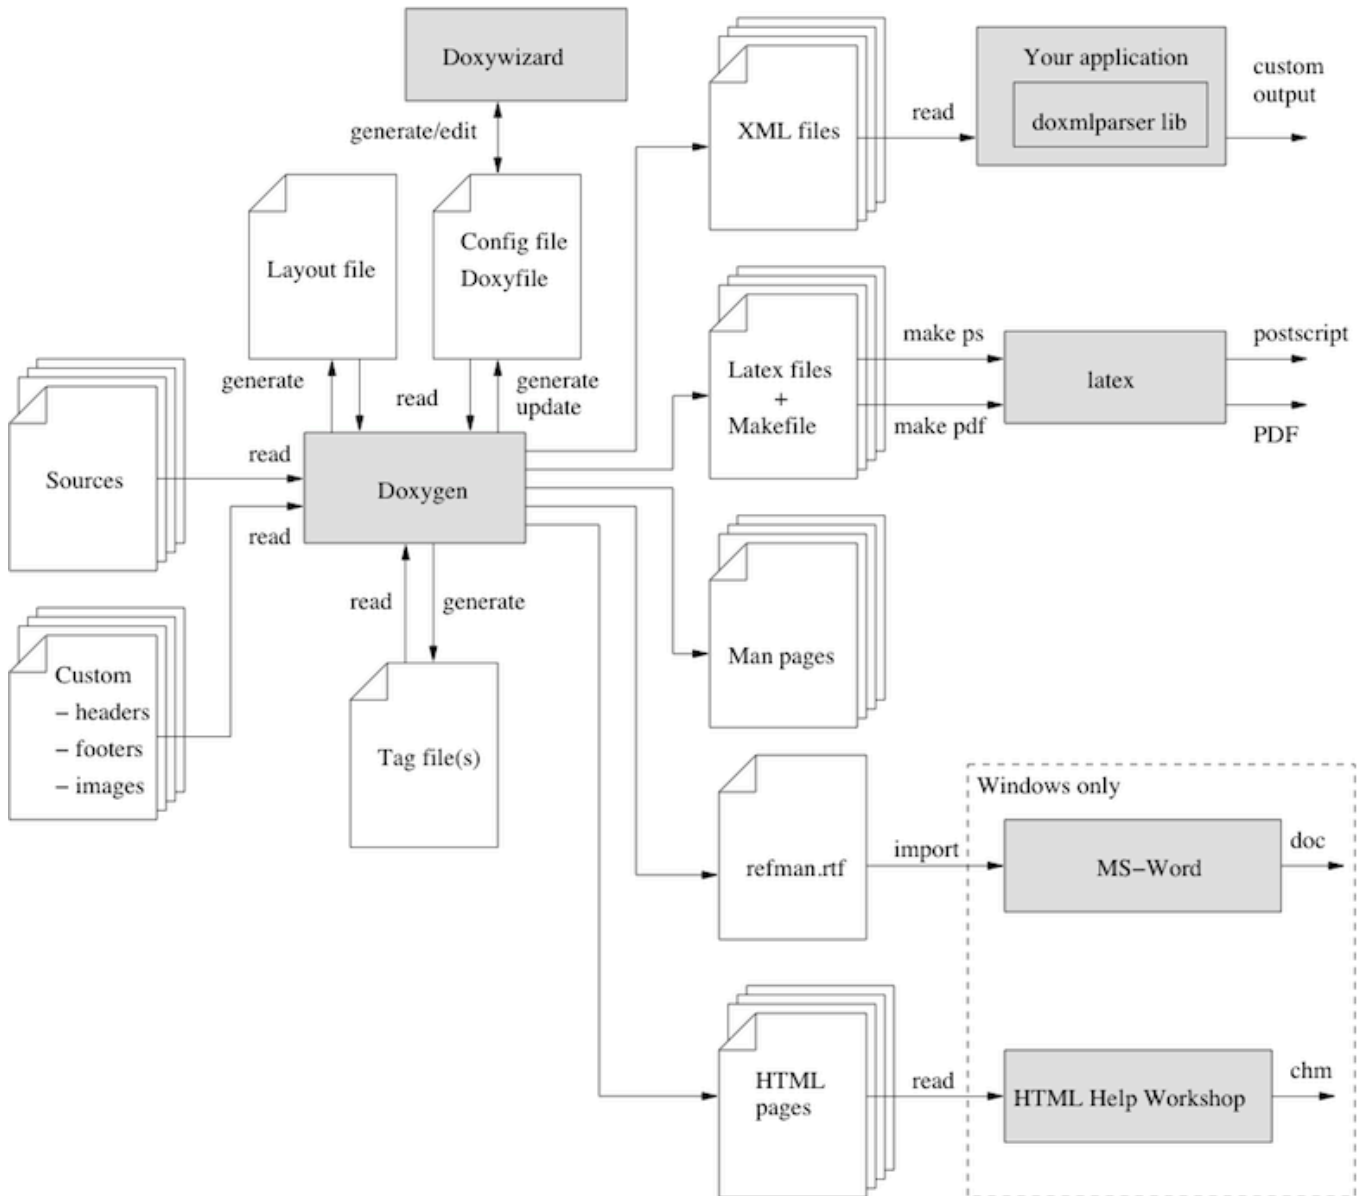 Doxywizard
generate/edit
Layout file
Config file
Doxyfile
generate
read
generate
update
Sources
read
Doxygen
read
Custom
– headers
– footers
– images
read
generate
Tag file(s)
XML files
read
Your application
doxmlparser lib
custom
output
Latex files
+
Makefile
make ps
make pdf
latex
postscript
PDF
Man pages
refman.rtf
import
Windows only
MS–Word
doc
HTML
pages
read
HTML Help Workshop
chm